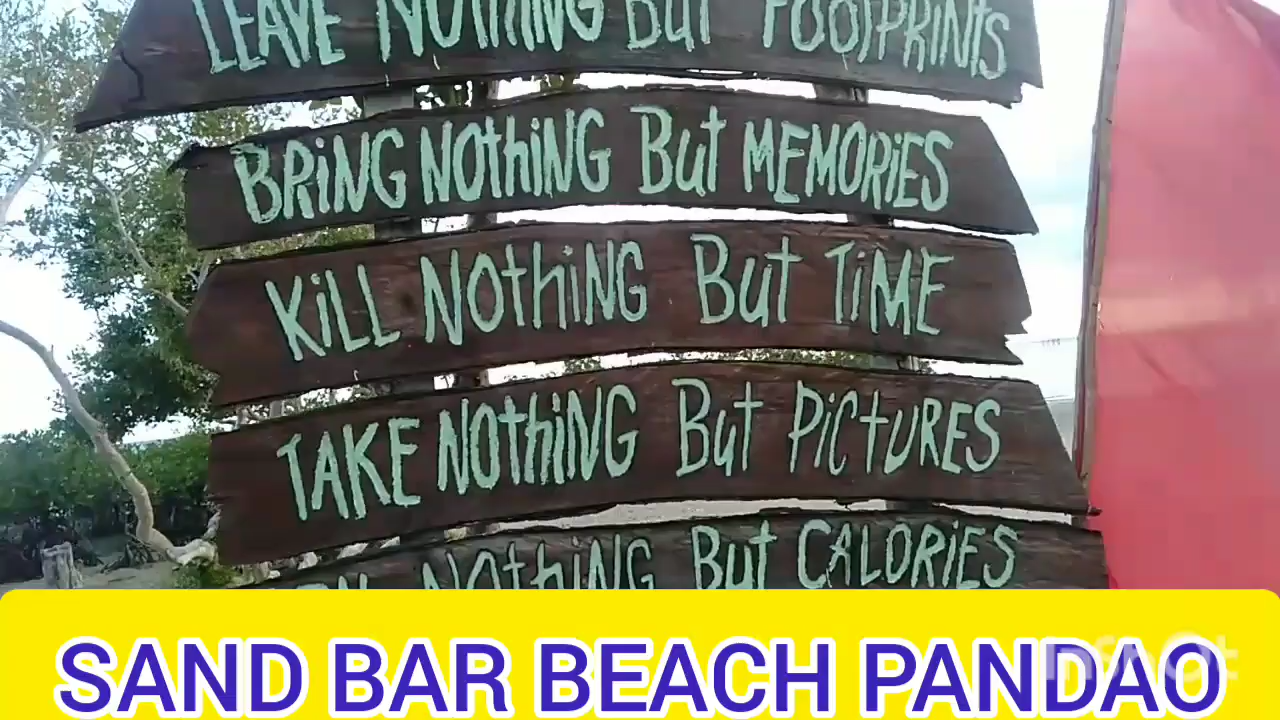 LEAVE NOthiNG But FOOtPRiNtS
BRiNG NOthiNG But MEMORiES
KiLL NOthiNG But TiME
TAKE NOthiNG But PiCtURES
NOthiNG But CALORiES
SAND BAR BEACH PANDAO
InShOt